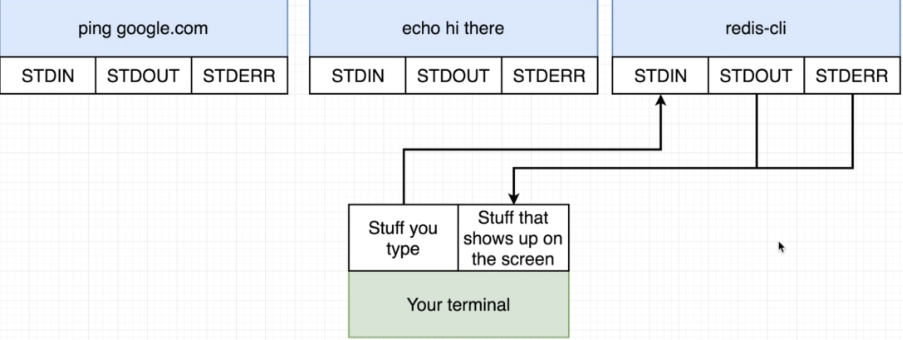 ping google.com
echo hi there
redis-cli
STDIN STDOUT STDERR
STDIN STDOUT STDERR
STDIN STDOUT STDERR
Stuff you
type
Stuff that
shows up on
the screen
Your terminal